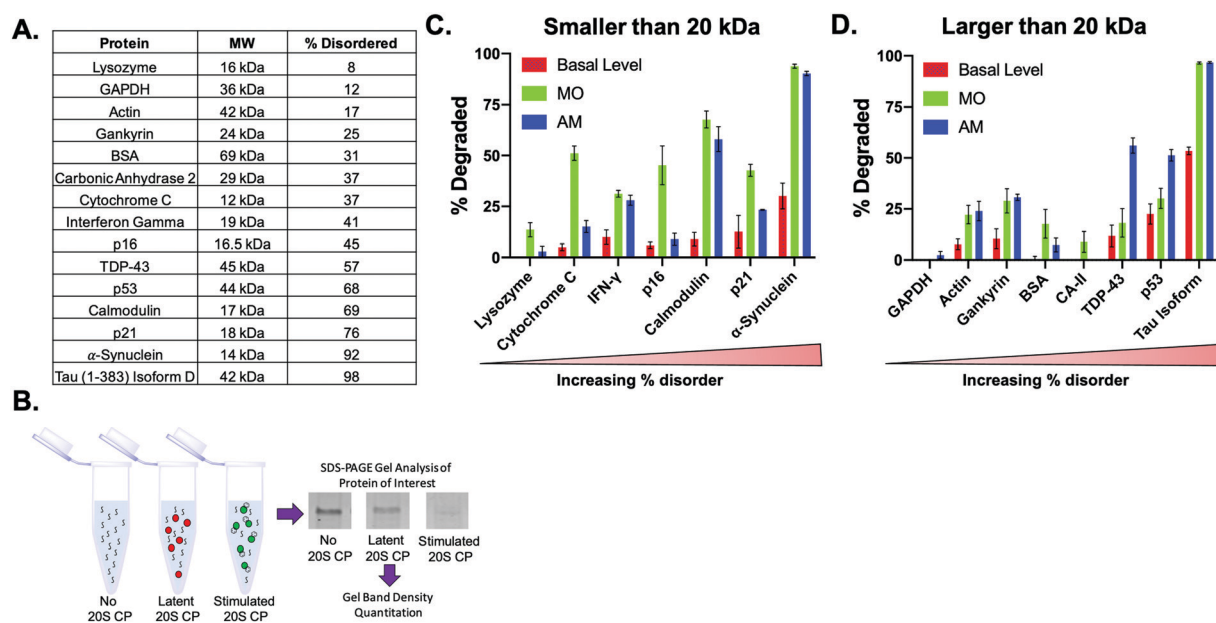 A.
Protein MW % Disordered
Lysozyme 16 kDa 8
GAPDH 36 kDa 12
Actin 42 kDa 17
Gankyrin 24 kDa 25
BSA 69 kDa 31
Carbonic Anhydrase 2 29 kDa 37
Cytochrome C 12 kDa 37
Interferon Gamma 19 kDa 41
p16 16.5 kDa 45
TDP-43 45 kDa 57
p53 44 kDa 68
Calmodulin 17 kDa 69
p21 18 kDa 76
α-Synuclein 14 kDa 92
Tau (1-383) Isoform D 42 kDa 98
B.
No
20S CP
Latent
20S CP
Stimulated
20S CP
SDS-PAGE Gel Analysis of
Protein of Interest
No
20S CP
Latent
20S CP
Stimulated
20S CP
Gel Band Density
Quantitation
C.
Smaller than 20 kDa
% Degraded
100
75
50
25
0
Basal Level
MO
AM
Lysozyme
Cytochrome C
IFN-γ
p16
Calmodulin
p21
α-Synuclein
Increasing % disorder
D.
Larger than 20 kDa
% Degraded
100
75
50
25
0
Basal Level
MO
AM
GAPDH
Actin
Gankyrin
BSA
CA-II
TDP-43
p53
Tau Isoform
Increasing % disorder